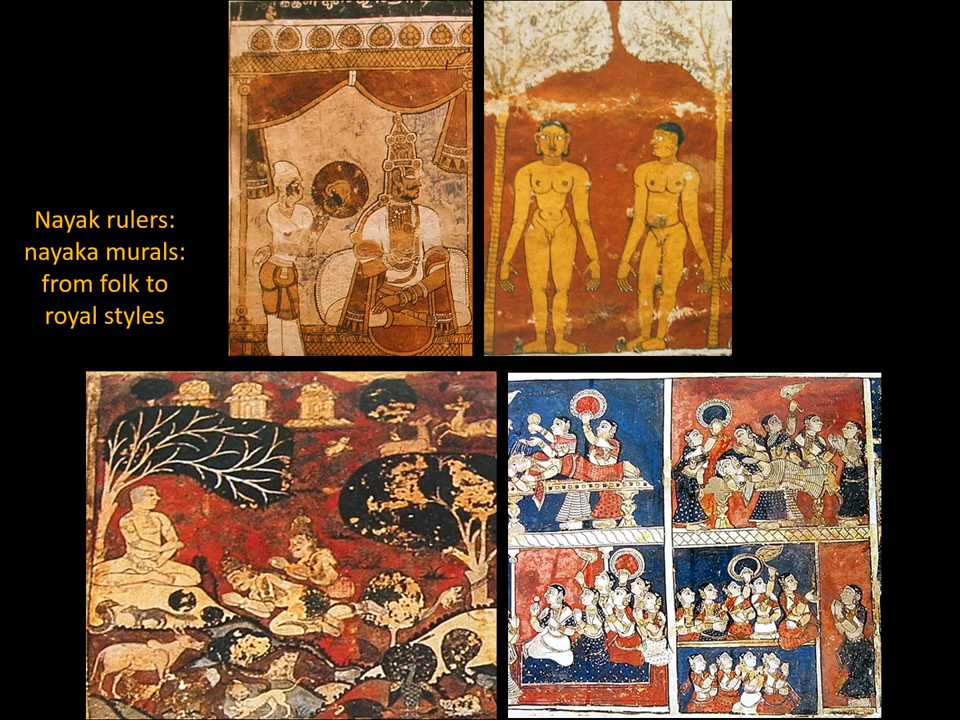 Nayak rulers:
nayaka murals:
from folk to
royal styles